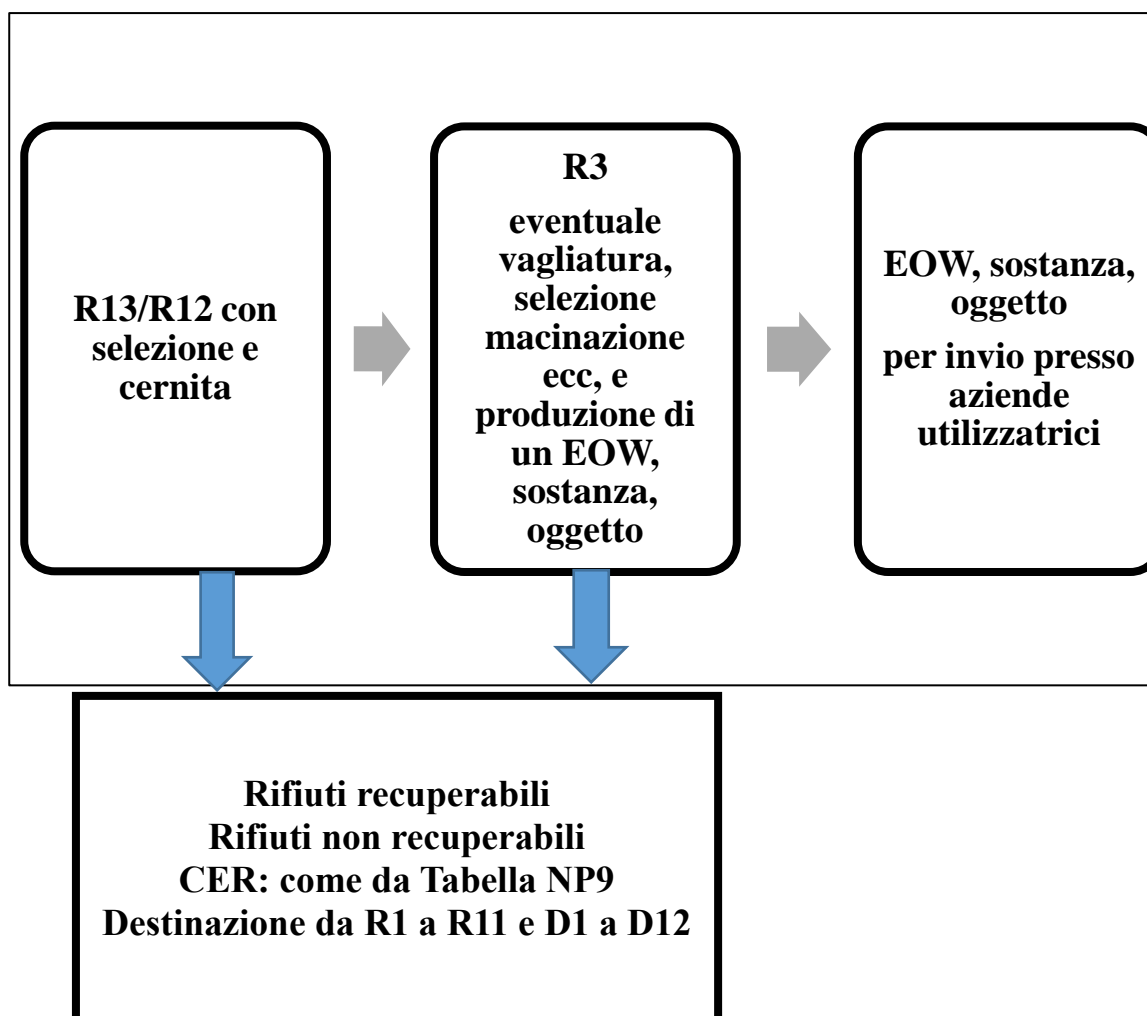 R13/R12 con
selezione e
cernita
R3
eventuale
vagliatura,
selezione
macinazione
ecc, e
produzione di
un EOW,
sostanza,
oggetto
EOW, sostanza,
oggetto
per invio presso
aziende
utilizzatrici
Rifiuti recuperabili
Rifiuti non recuperabili
CER: come da Tabella NP9
Destinazione da R1 a R11 e D1 a D12